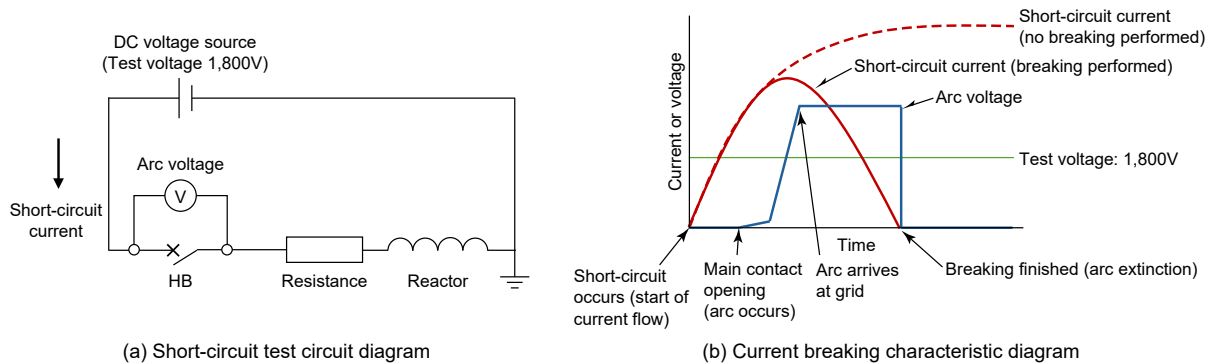 DC voltage source
(Test voltage 1,800V)
Arc voltage
V
Short-circuit
current
HB
Resistance
Reactor
(a) Short-circuit test circuit diagram
Current or voltage
Short-circuit current
(no breaking performed)
Short-circuit current (breaking performed)
Arc voltage
Test voltage: 1,800V
Time
Short-circuit
occurs (start of
current flow)
Main contact
opening
(arc occurs)
Arc arrives
at grid
Breaking finished (arc extinction)
(b) Current breaking characteristic diagram